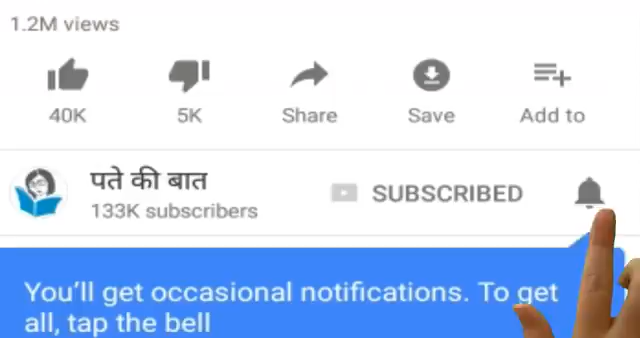 1.2M views
40K 5K Share Save Add to
पते की बात
SUBSCRIBED
133K subscribers
You'll get occasional notifications. To get
all, tap the bell